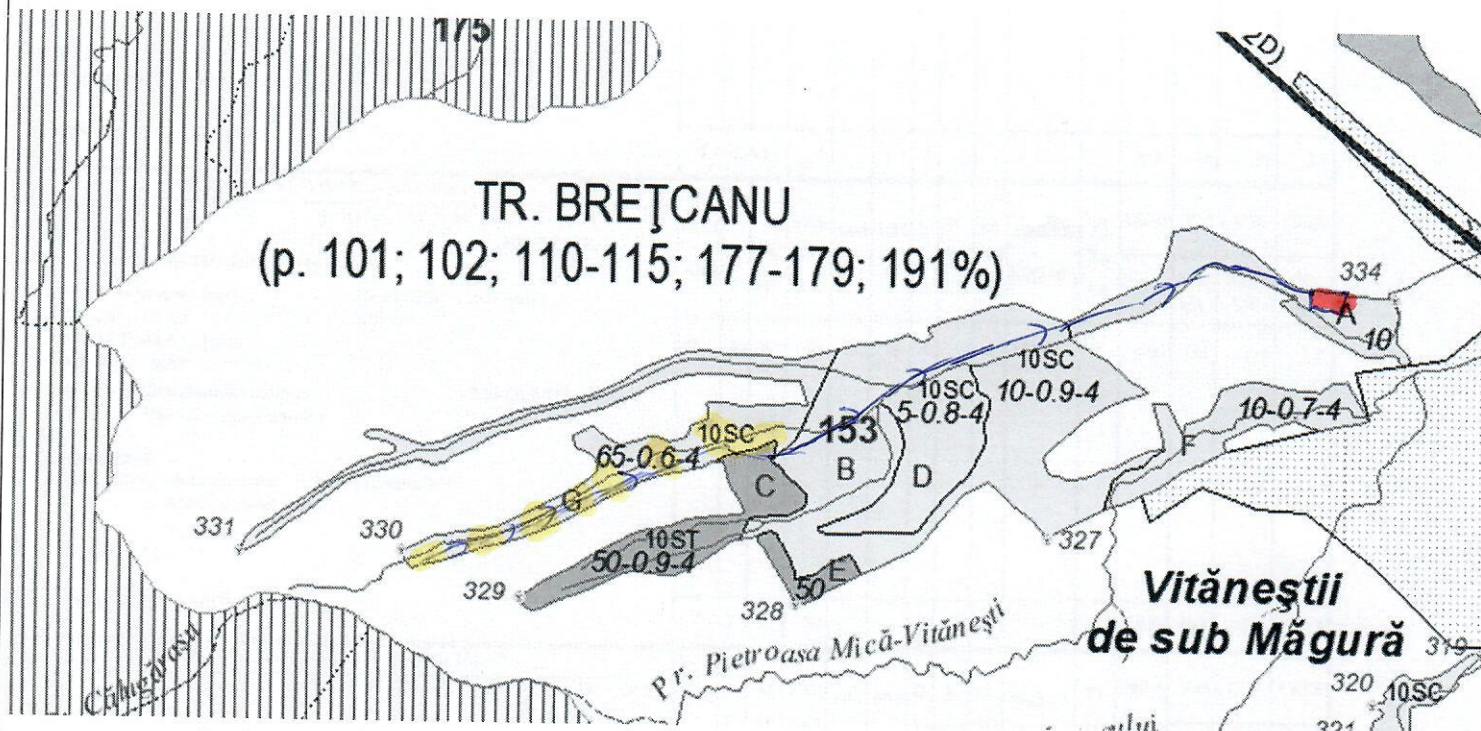 175
2D)
TR. BREŢCANU
(p. 101; 102; 110-115; 177-179; 191%)
334
A
10
10SC
10-0.9-4
10SC
5-0.8-4
10-0.7-4
10SC
153
65-0.6-4
B
D
F
C
G
331
330
10ST
50-0.9-4
E
50
329
328
327
Vităneştii
de sub Măgură
Pr. Pietroasa Mică-Vităneşti
Călugărasu
319
320
10SC
321